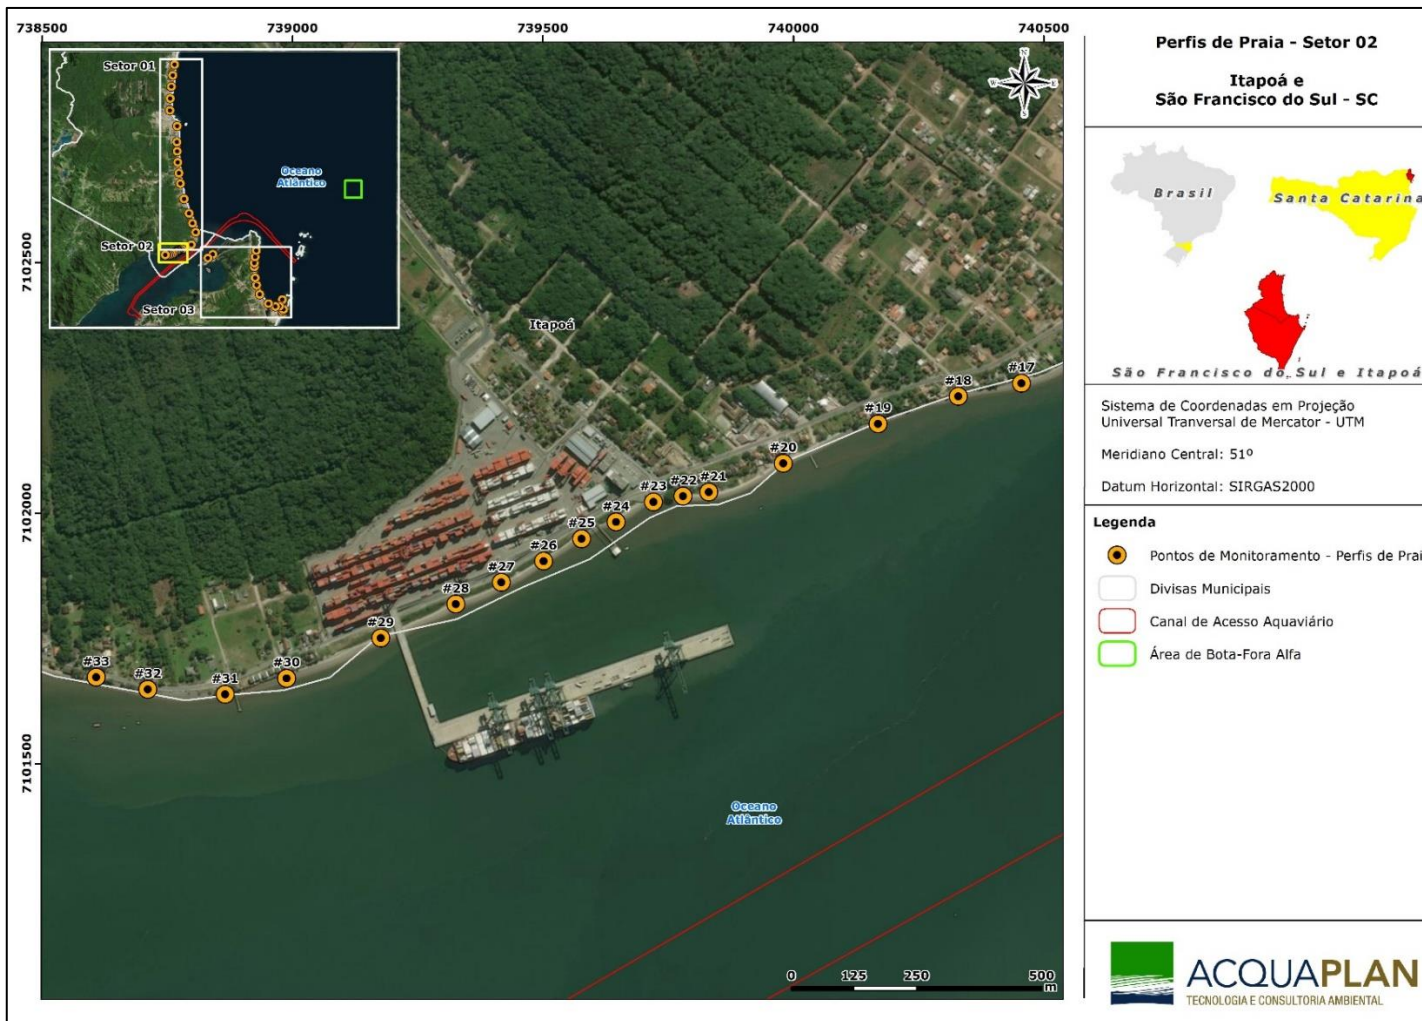 738500
739000
739500
740000
740500
7102500
7102000
7101500
Setor 01
Oceano
Atlântico
Setor 02
Setor 03
N
W
E
S
Itapoá
#17
#18
#19
#20
#21
#22
#23
#24
#25
#26
#27
#28
#29
#30
#31
#32
#33
Oceano
Atlântico
0
125
250
500
m
Perfis de Praia - Setor 02
Itapoá e
São Francisco do Sul - SC
Brasil
Santa Catarina
São Francisco do Sul e Itapoá
Sistema de Coordenadas em Projeção
Universal Tranversal de Mercator - UTM
Meridiano Central: 51º
Datum Horizontal: SIRGAS2000
Legenda
Pontos de Monitoramento - Perfis de Prai
Divisas Municipais
Canal de Acesso Aquaviário
Área de Bota-Fora Alfa
ACQUAPLAN
TECNOLOGIA E CONSULTORIA AMBIENTAL